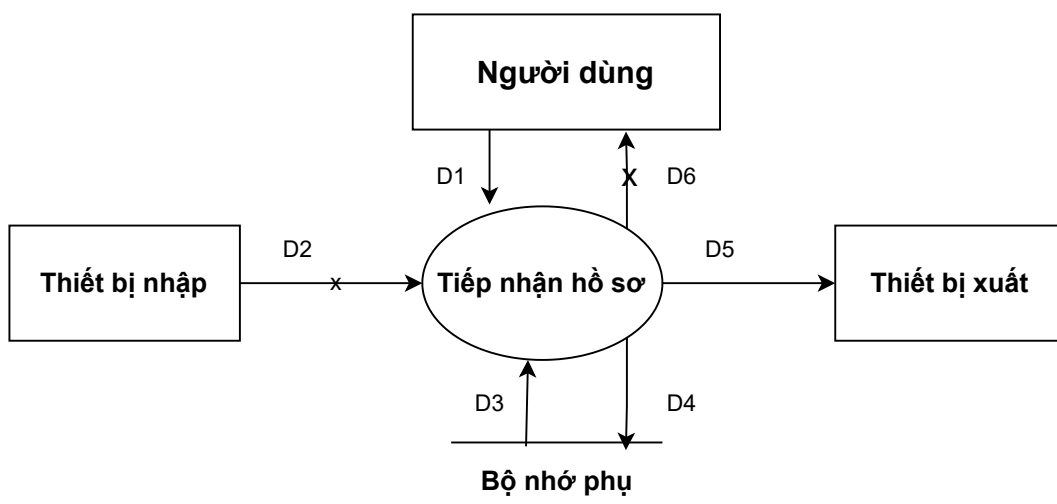 Người dùng
D1
X
D6
D2
D5
Thiết bị nhập
x
Tiếp nhận hồ sơ
Thiết bị xuất
D3
D4
Bộ nhớ phụ